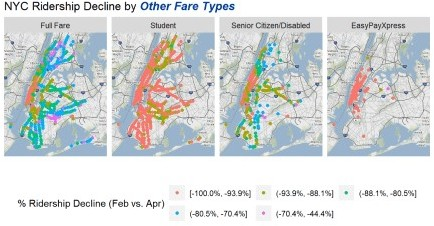 NYC Ridership Decline by Other Fare Types
Full Fare
Student
Senior Citizen/Disabled
EasyPayXpress
% Ridership Decline (Feb vs. Apr)
[-100.0%, -93.9%]
(-93.9%, -88.1%]
(-88.1%, -80.5%]
(-80.5%, -70.4%]
(-70.4%, -44.4%]